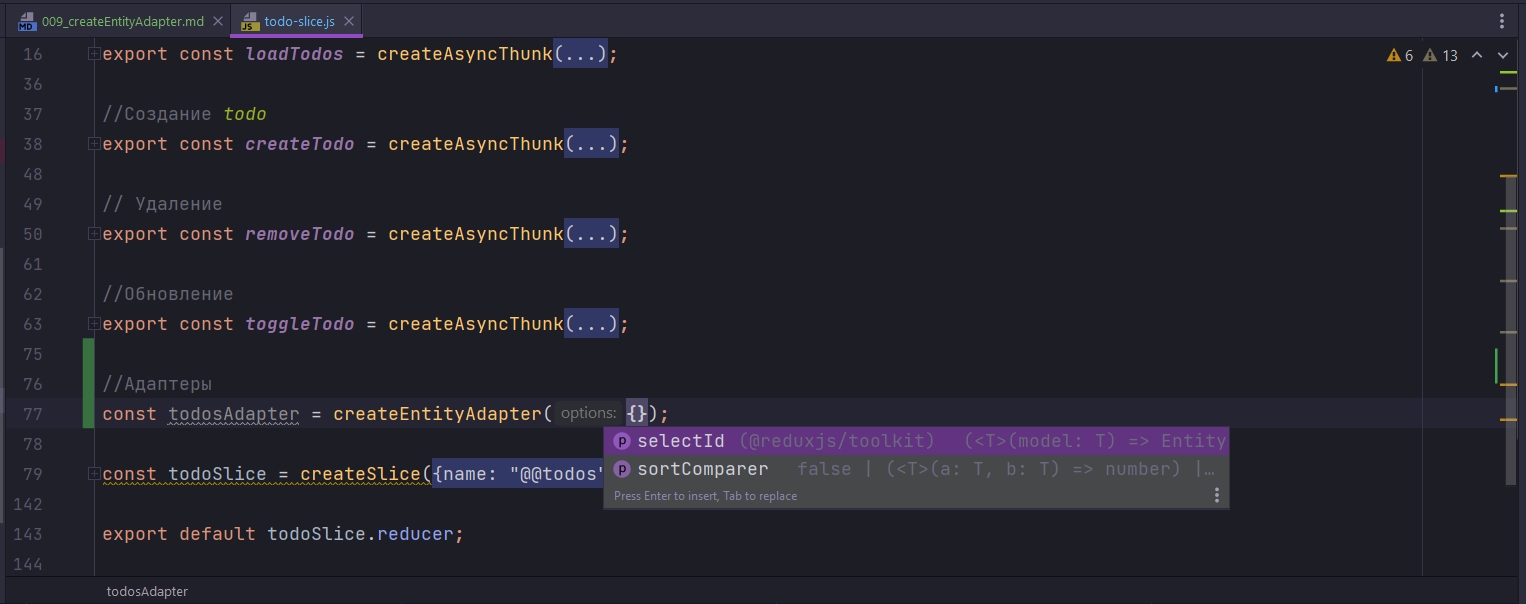 MD 009_createEntityAdapter.md
JS todo-slice.js
16 export const loadTodos = createAsyncThunk(...);
6 13
36
37 //Создание todo
38 export const createTodo = createAsyncThunk(...);
48
49 // Удаление
50 export const removeTodo = createAsyncThunk(...);
61
62 //Обновление
63 export const toggleTodo = createAsyncThunk(...);
75
76 //Адаптеры
77 const todosAdapter = createEntityAdapter( options: {});
78
p selectId (@reduxjs/toolkit) (<T>(model: T) => Entity
p sortComparer false | (<T>(a: T, b: T) => number) |…
Press Enter to insert, Tab to replace
79 const todoSlice = createSlice({name: "@@todos"
142
143 export default todoSlice.reducer;
144
todosAdapter